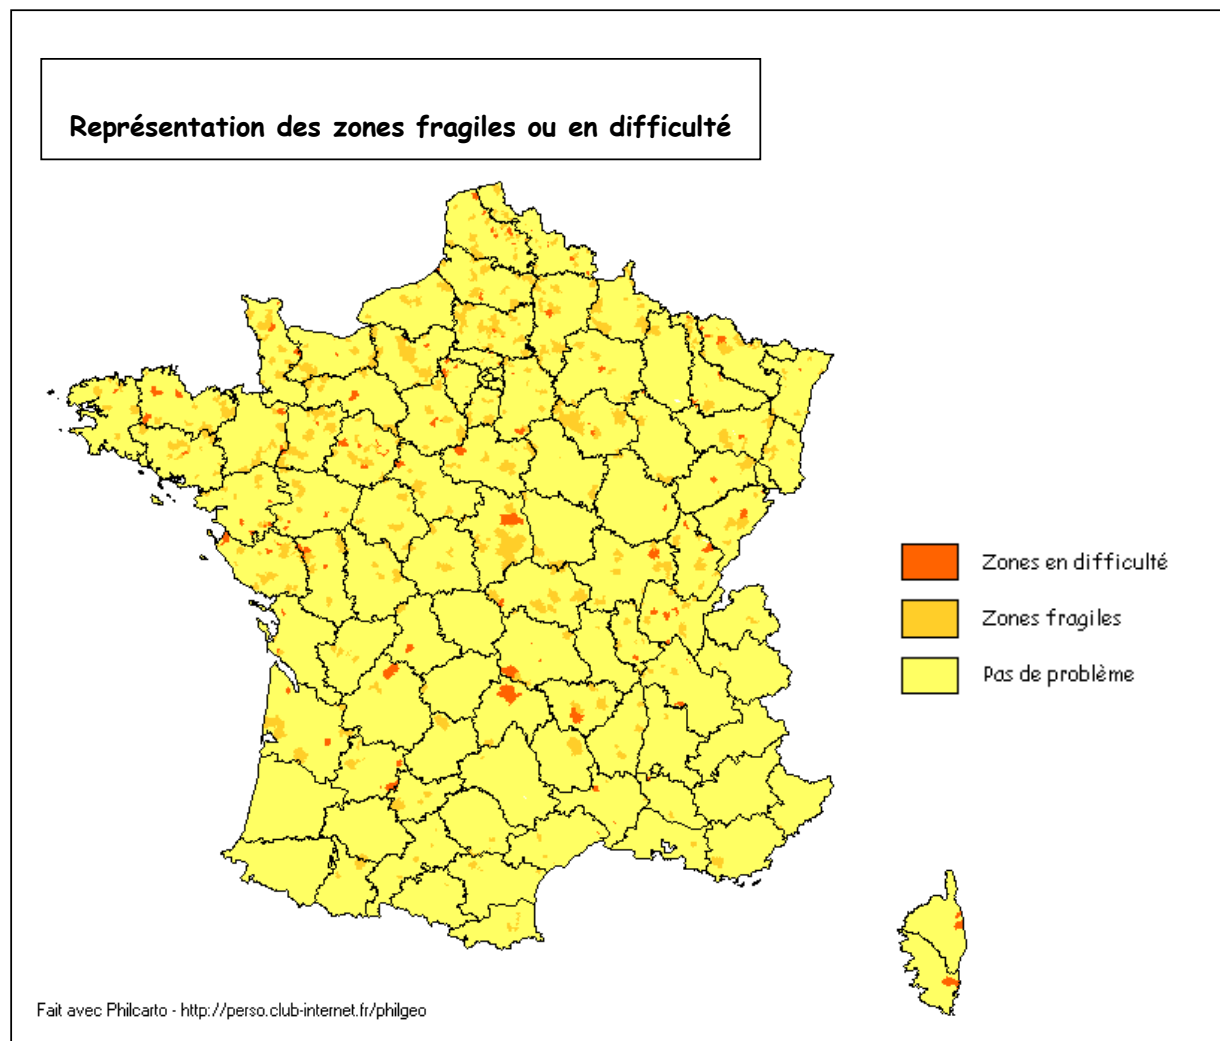 Représentation des zones fragiles ou en difficulté
Zones en difficulté
Zones fragiles
Pas de problème
Fait avec Philcarto - http://perso.club-internet.fr/philgeo